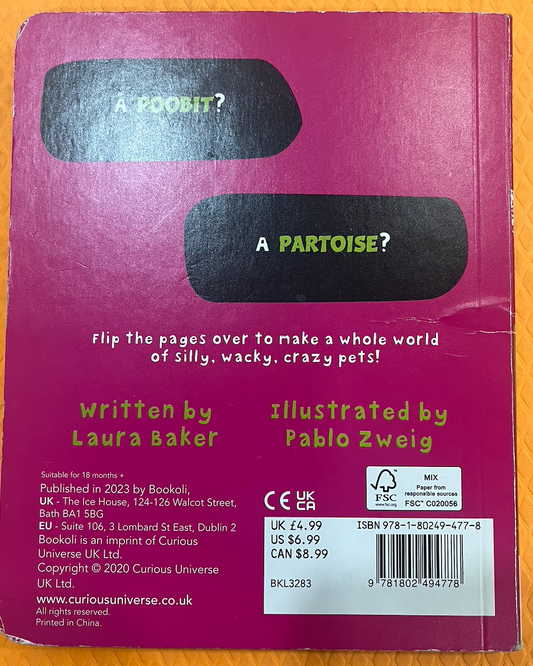 A POOBIT?
A PARTOISE?
Flip the pages over to make a whole world
of silly, wacky, crazy pets!
Written by
Laura Baker
Illustrated by
Pablo Zweig
Suitable for 18 months +
Published in 2023 by Bookoli,
UK - The Ice House, 124-126 Walcot Street,
Bath BA1 5BG
EU - Suite 106, 3 Lombard St East, Dublin 2
Bookoli is an imprint of Curious
Universe UK Ltd.
Copyright © 2020 Curious Universe
UK Ltd.
www.curiousuniverse.co.uk
All rights reserved.
Printed in China.
CE UK
CA
FSC
www.fsc.org
MIX
Paper from
responsible sources
FSC™ C020056
UK £4.99
US $6.99
CAN $8.99
BKL3283
ISBN 978-1-80249-477-8
9 781802 494778